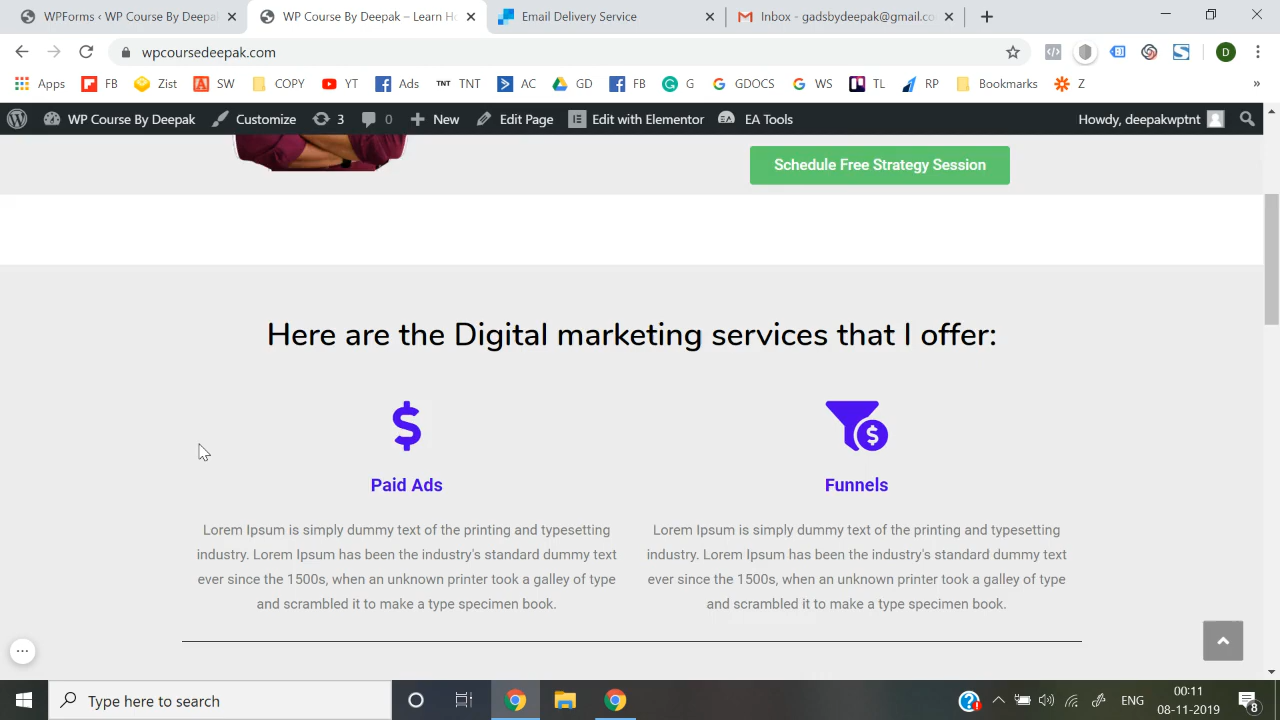 WPForms ‹ WP Course By Deepa
WP Course By Deepak – Learn H
Email Delivery Service
Inbox - gadsbydeepak@gmail.co
wpcoursedeepak.com
D
Apps
FB
Zist
SW
COPY
YT
Ads
TNT TNT
AC
GD
FB
G
GDOCS
WS
TL
RP
Bookmarks
Z
»
WP Course By Deepak
Customize
3
0
New
Edit Page
Edit with Elementor
EA Tools
Howdy, deepakwptnt
Schedule Free Strategy Session
Here are the Digital marketing services that I offer:
$
$
Paid Ads
Funnels
Lorem Ipsum is simply dummy text of the printing and typesetting
industry. Lorem Ipsum has been the industry's standard dummy text
ever since the 1500s, when an unknown printer took a galley of type
and scrambled it to make a type specimen book.
Lorem Ipsum is simply dummy text of the printing and typesetting
industry. Lorem Ipsum has been the industry's standard dummy text
ever since the 1500s, when an unknown printer took a galley of type
and scrambled it to make a type specimen book.
Type here to search
ENG
00:11
08-11-2019
8